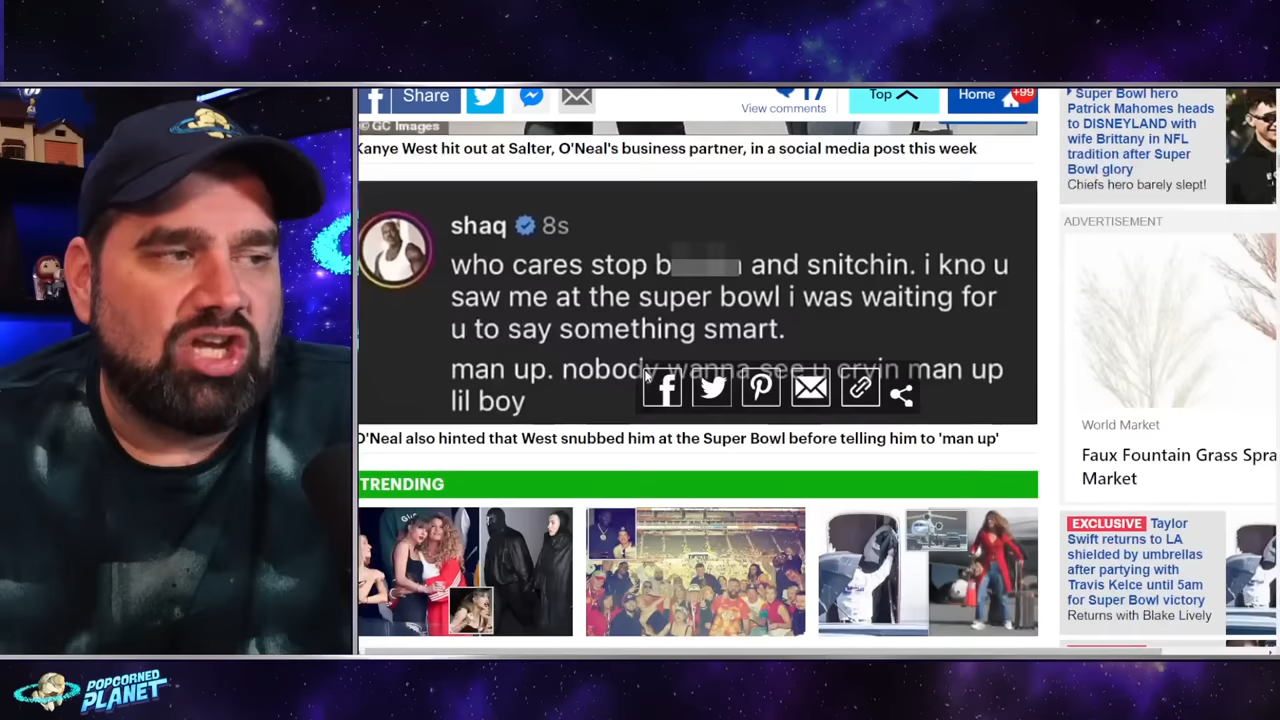 Share
View comments
Top
Home
+99
© GC Images
Kanye West hit out at Salter, O'Neal's business partner, in a social media post this week
shaq 8s
who cares stop b and snitchin. i kno u
saw me at the super bowl i was waiting for
u to say something smart.
man up. nobody wanna see u cryin man up
lil boy
O'Neal also hinted that West snubbed him at the Super Bowl before telling him to 'man up'
TRENDING
Super Bowl hero
Patrick Mahomes heads
to DISNEYLAND with
wife Brittany in NFL
tradition after Super
Bowl glory
Chiefs hero barely slept!
ADVERTISEMENT
World Market
Faux Fountain Grass Spra
Market
EXCLUSIVE Taylor
Swift returns to LA
shielded by umbrellas
after partying with
Travis Kelce until 5am
for Super Bowl victory
Returns with Blake Lively
POPCORNED
PLANET